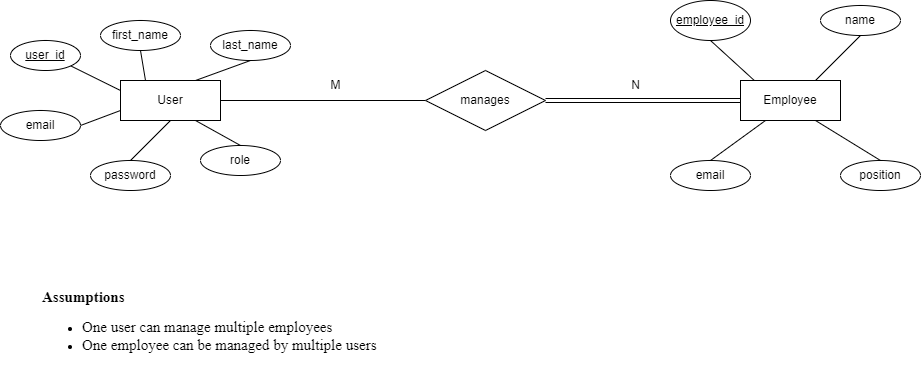 employee_id
name
first_name
last_name
user_id
M
N
User
manages
Employee
email
role
password
email
position
Assumptions
• One user can manage multiple employees
• One employee can be managed by multiple users